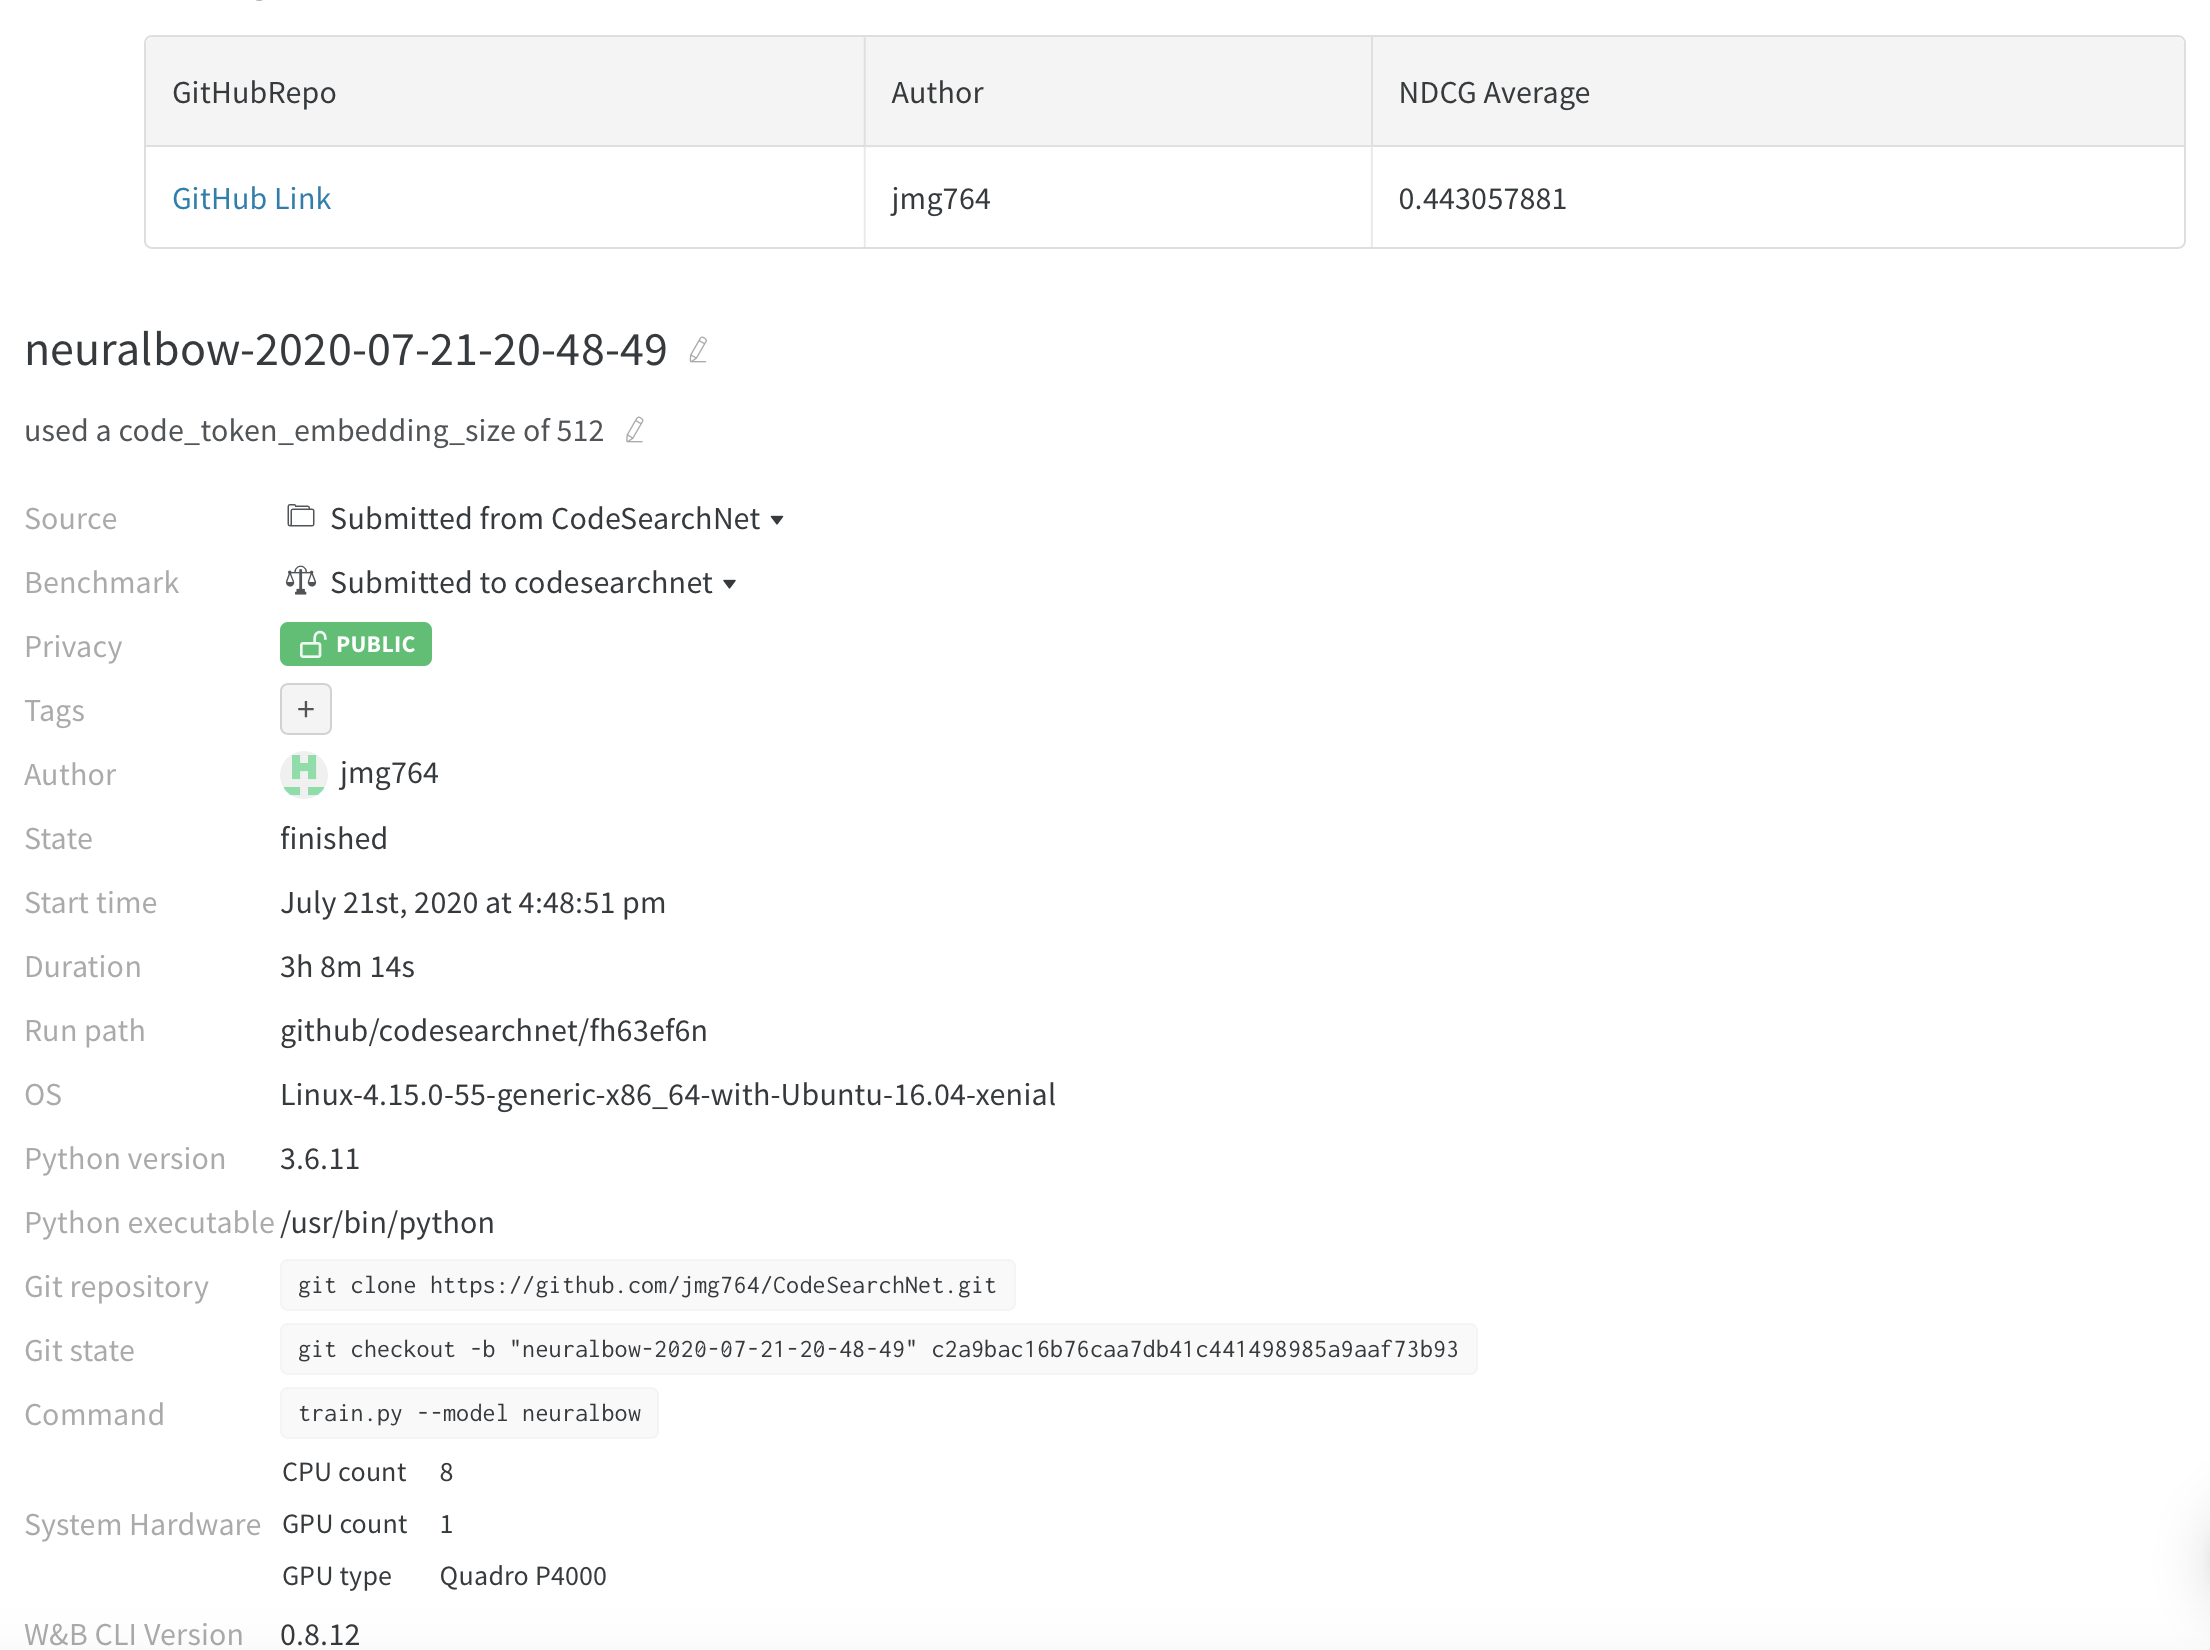 GitHubRepo Author NDCG Average
GitHub Link jmg764 0.443057881
neuralbow-2020-07-21-20-48-49
used a code_token_embedding_size of 512
Source Submitted from CodeSearchNet
Benchmark Submitted to codesearchnet
Privacy PUBLIC
Tags +
Author jmg764
State finished
Start time July 21st, 2020 at 4:48:51 pm
Duration 3h 8m 14s
Run path github/codesearchnet/fh63ef6n
OS Linux-4.15.0-55-generic-x86_64-with-Ubuntu-16.04-xenial
Python version 3.6.11
Python executable /usr/bin/python
Git repository git clone https://github.com/jmg764/CodeSearchNet.git
Git state git checkout -b "neuralbow-2020-07-21-20-48-49" c2a9bac16b76caa7db41c441498985a9aaf73b93
Command train.py --model neuralbow
CPU count 8
System Hardware GPU count 1
GPU type Quadro P4000
W&B CLI Version 0.8.12